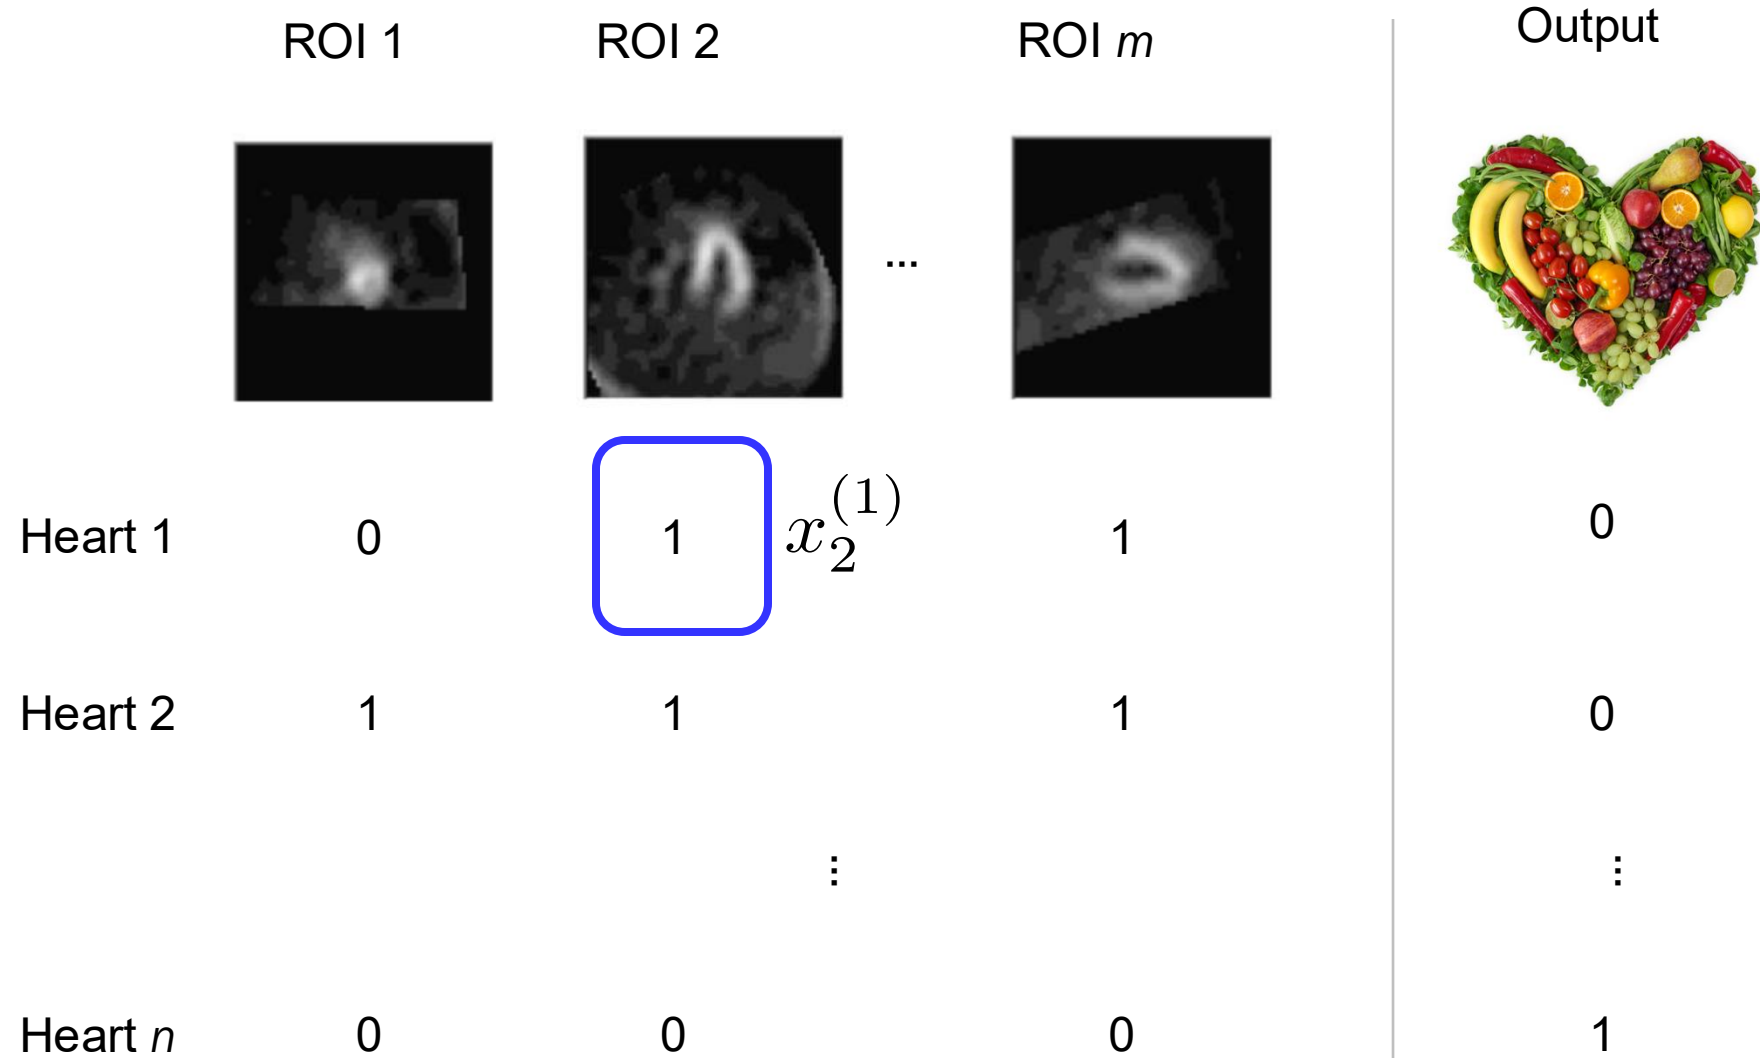 ROI 1 ROI 2 ROI m Output
...
Heart 1 0 1 x_2^{(1)} 1 0
Heart 2 1 1 1 0
⋮ ⋮
Heart n 0 0 0 1